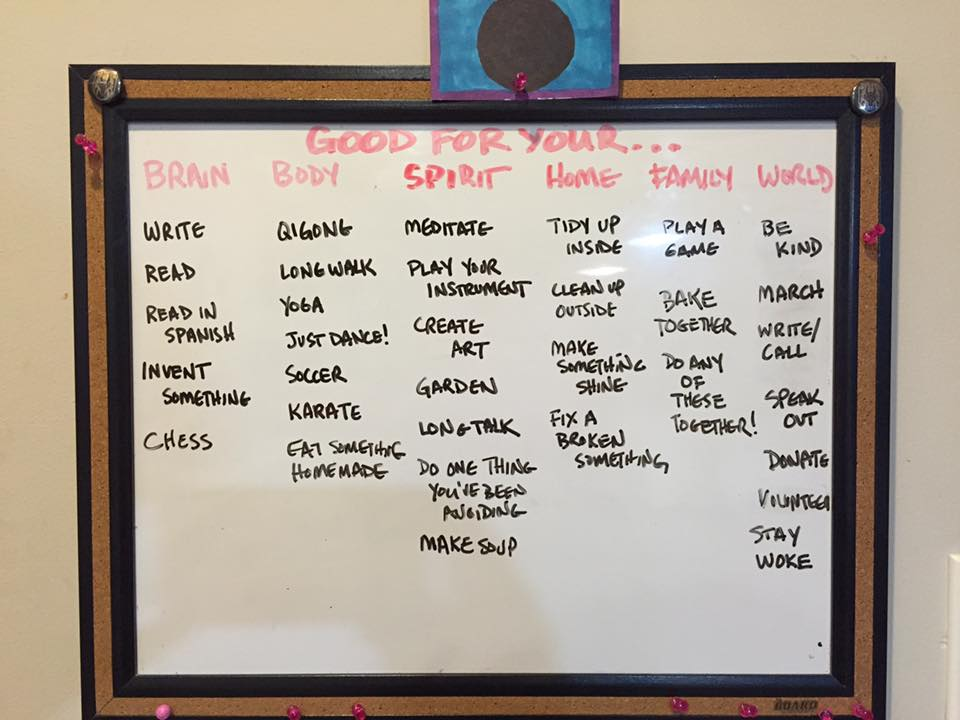 GOOD FOR YOUR...
BRAIN
WRITE
READ
READ IN
SPANISH
INVENT
SOMETHING
CHESS
BODY
QIGONG
LONG WALK
YOGA
JUST DANCE!
SOCCER
KARATE
EAT SOMETHING
HOMEMADE
SPIRIT
MEDITATE
PLAY YOUR
INSTRUMENT
CREATE
ART
GARDEN
LONG TALK
DO ONE THING
YOU'VE BEEN
AVOIDING
MAKE SOUP
HOME
TIDY UP
INSIDE
CLEAN UP
OUTSIDE
MAKE
SOMETHING
SHINE
FIX A
BROKEN
SOMETHING
FAMILY
PLAY A
GAME
BAKE
TOGETHER
DO ANY
OF
THESE
TOGETHER!
WORLD
BE
KIND
MARCH
WRITE/
CALL
SPEAK
OUT
DONATE
VOLUNTEER
STAY
WOKE
BOARD